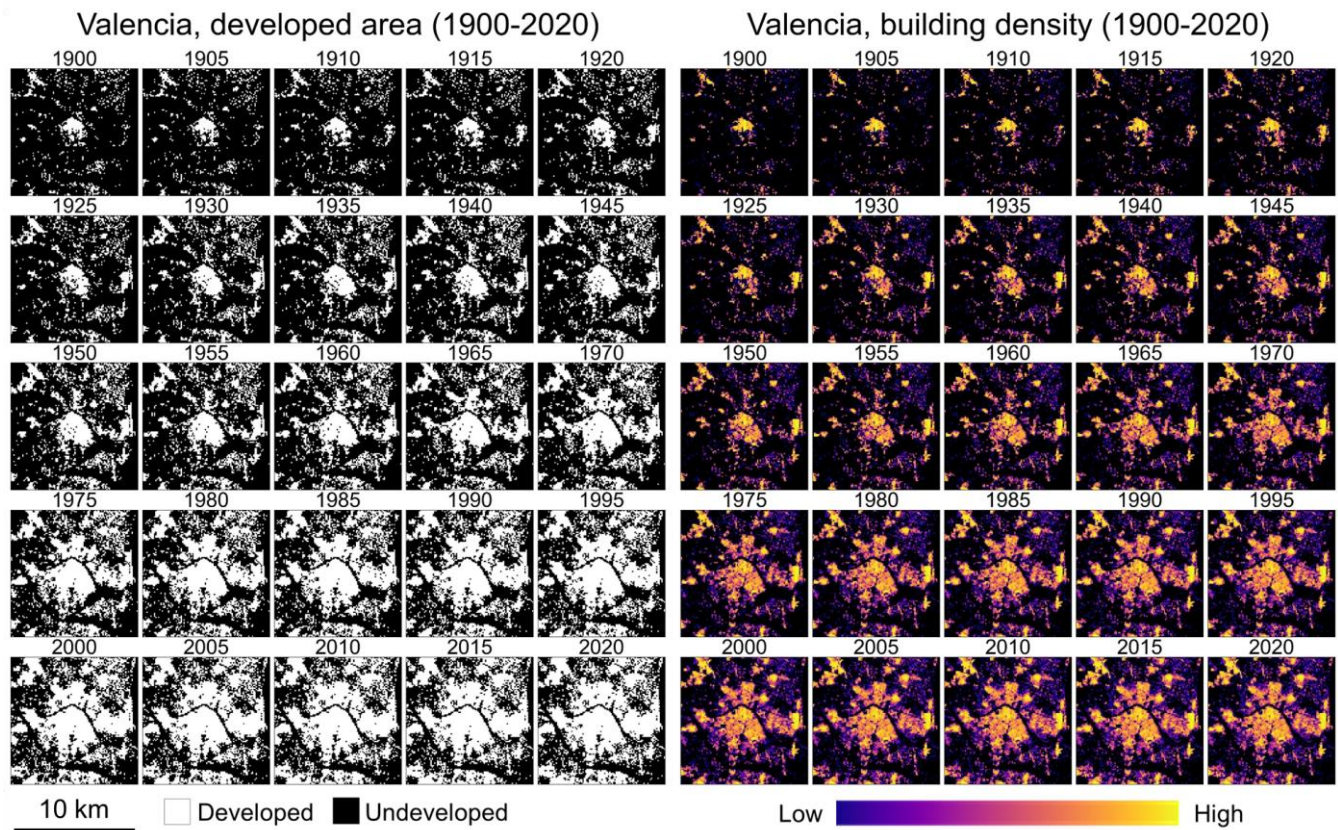 Valencia, developed area (1900-2020)
1900 1905 1910 1915 1920
1925 1930 1935 1940 1945
1950 1955 1960 1965 1970
1975 1980 1985 1990 1995
2000 2005 2010 2015 2020
10 km Developed Undeveloped
Valencia, building density (1900-2020)
1900 1905 1910 1915 1920
1925 1930 1935 1940 1945
1950 1955 1960 1965 1970
1975 1980 1985 1990 1995
2000 2005 2010 2015 2020
Low High